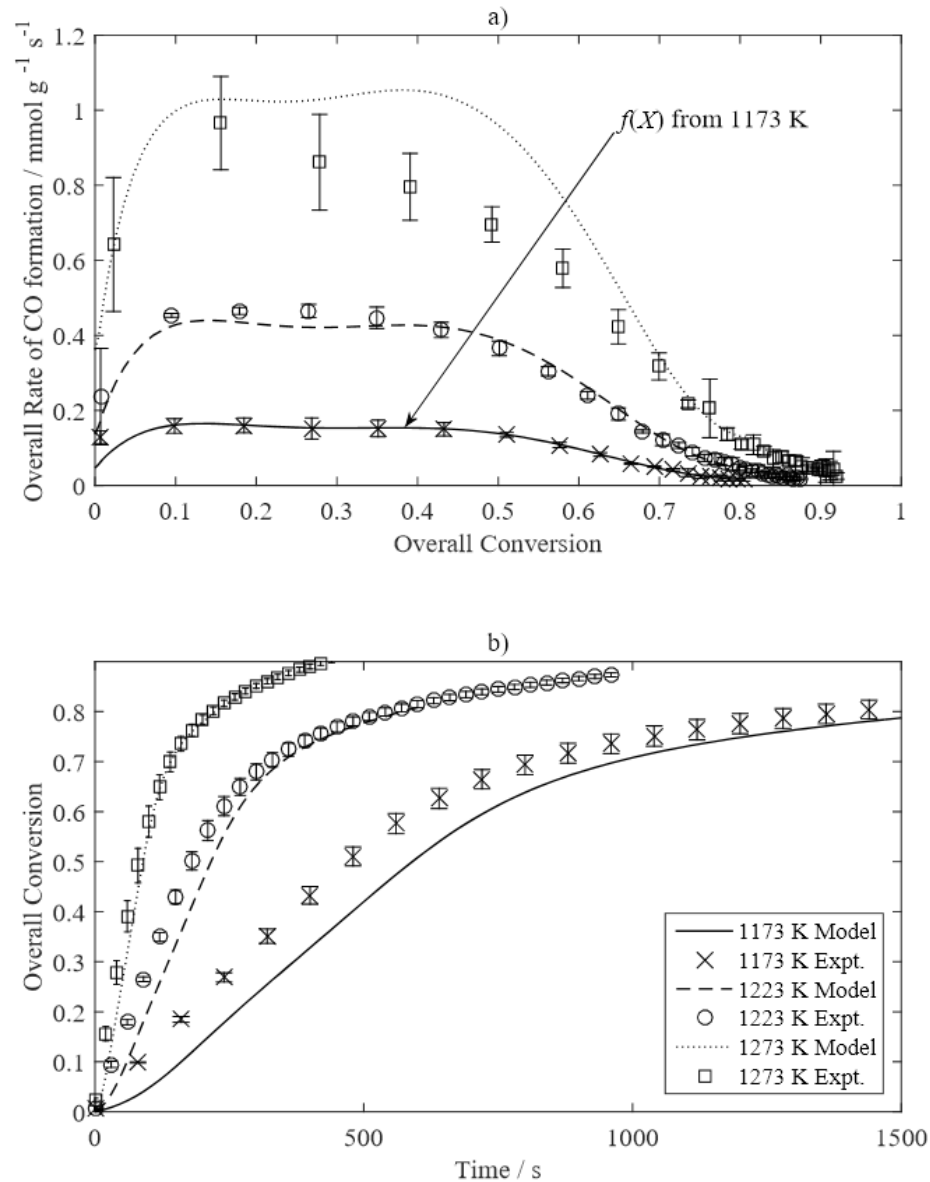 a)
Overall Rate of CO formation / mmol g⁻¹ s⁻¹
1.2
1
0.8
0.6
0.4
0.2
0
f(X) from 1173 K
0 0.1 0.2 0.3 0.4 0.5 0.6 0.7 0.8 0.9 1
Overall Conversion
b)
Overall Conversion
0.8
0.7
0.6
0.5
0.4
0.3
0.2
0.1
0
1173 K Model
1173 K Expt.
1223 K Model
1223 K Expt.
1273 K Model
1273 K Expt.
0 500 1000 1500
Time / s